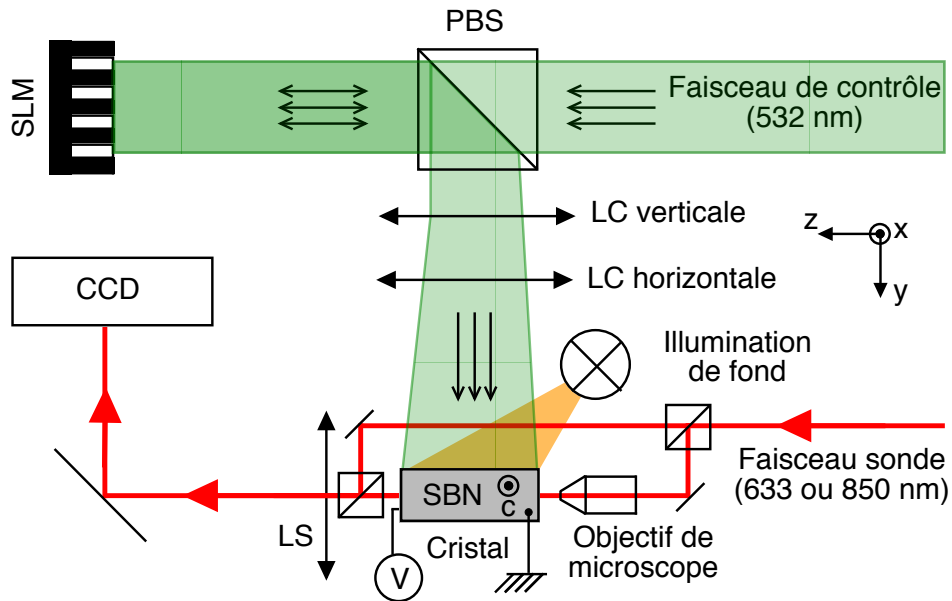 PBS
SLM
Faisceau de contrôle
(532 nm)
LC verticale
z
x
y
LC horizontale
CCD
Illumination
de fond
Faisceau sonde
(633 ou 850 nm)
SBN
c
LS
Cristal
Objectif de
microscope
V